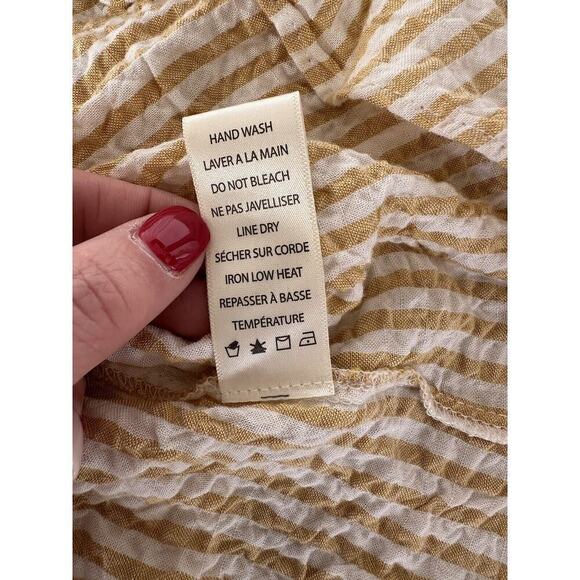 HAND WASH
LAVER A LA MAIN
DO NOT BLEACH
NE PAS JAVELLISER
LINE DRY
SÉCHER SUR CORDE
IRON LOW HEAT
REPASSER À BASSE
TEMPÉRATURE